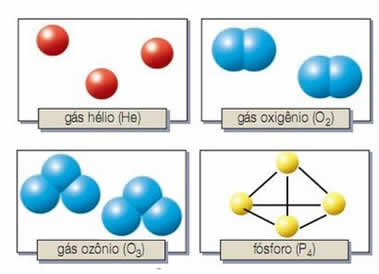 gás hélio (He)
gás oxigênio (O₂)
gás ozônio (O₃)
fósforo (P₄)